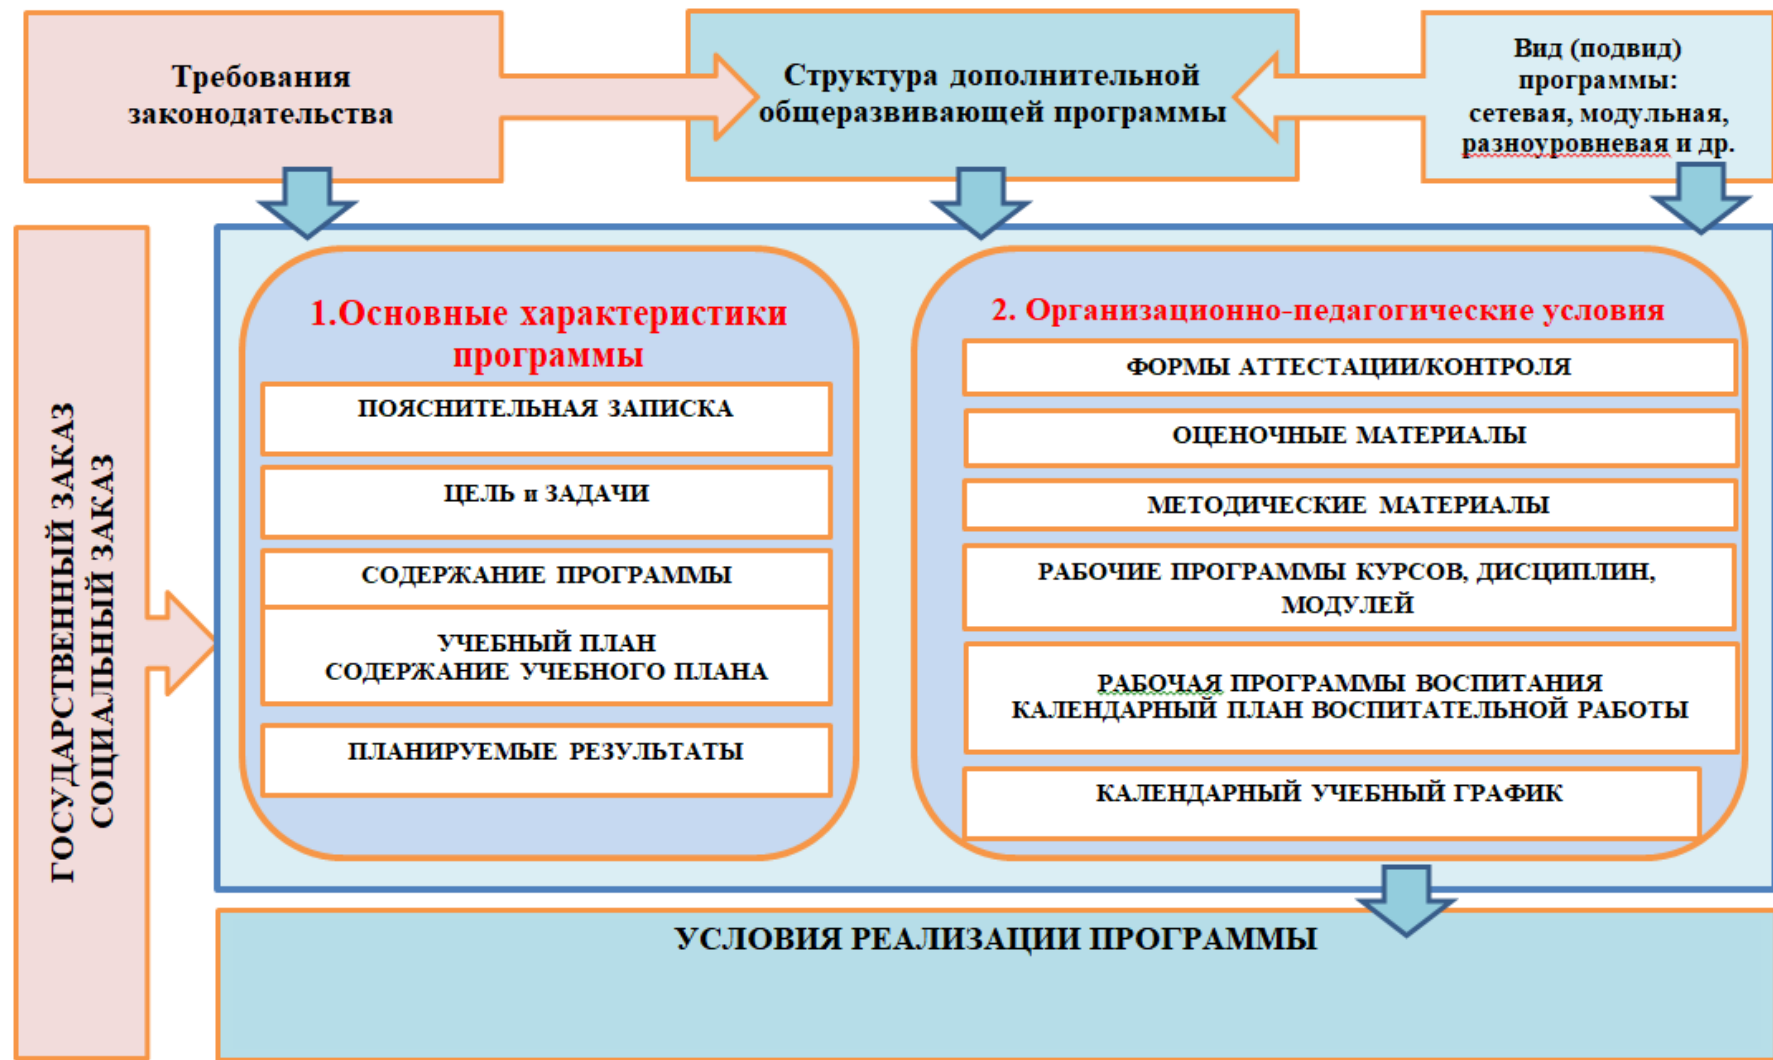 Требования
законодательства
Структура дополнительной
общеразвивающей программы
Вид (подвид)
программы:
сетевая, модульная,
разноуровневая и др.
ГОСУДАРСТВЕННЫЙ ЗАКАЗ
СОЦИАЛЬНЫЙ ЗАКАЗ
1.Основные характеристики
программы
ПОЯСНИТЕЛЬНАЯ ЗАПИСКА
ЦЕЛЬ и ЗАДАЧИ
СОДЕРЖАНИЕ ПРОГРАММЫ
УЧЕБНЫЙ ПЛАН
СОДЕРЖАНИЕ УЧЕБНОГО ПЛАНА
ПЛАНИРУЕМЫЕ РЕЗУЛЬТАТЫ
2. Организационно-педагогические условия
ФОРМЫ АТТЕСТАЦИИ/КОНТРОЛЯ
ОЦЕНОЧНЫЕ МАТЕРИАЛЫ
МЕТОДИЧЕСКИЕ МАТЕРИАЛЫ
РАБОЧИЕ ПРОГРАММЫ КУРСОВ, ДИСЦИПЛИН,
МОДУЛЕЙ
РАБОЧАЯ ПРОГРАММЫ ВОСПИТАНИЯ
КАЛЕНДАРНЫЙ ПЛАН ВОСПИТАТЕЛЬНОЙ РАБОТЫ
КАЛЕНДАРНЫЙ УЧЕБНЫЙ ГРАФИК
УСЛОВИЯ РЕАЛИЗАЦИИ ПРОГРАММЫ